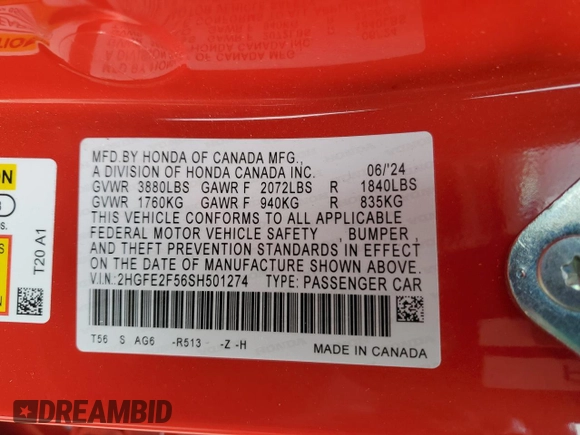 MFD.BY HONDA OF CANADA MFG.,
A DIVISION OF HONDA CANADA INC. 06/'24
GVWR 3880LBS GAWR F 2072LBS R 1840LBS
GVWR 1760KG GAWR F 940KG R 835KG
THIS VEHICLE CONFORMS TO ALL APPLICABLE
FEDERAL MOTOR VEHICLE SAFETY , BUMPER ,
AND THEFT PREVENTION STANDARDS IN EFFECT
ON THE DATE OF MANUFACTURE SHOWN ABOVE.
V.I.N.:2HGFE2F56SH501274 TYPE: PASSENGER CAR
T56 S AG6 -R513 -Z -H
MADE IN CANADA
T20 A1
DREAMBID